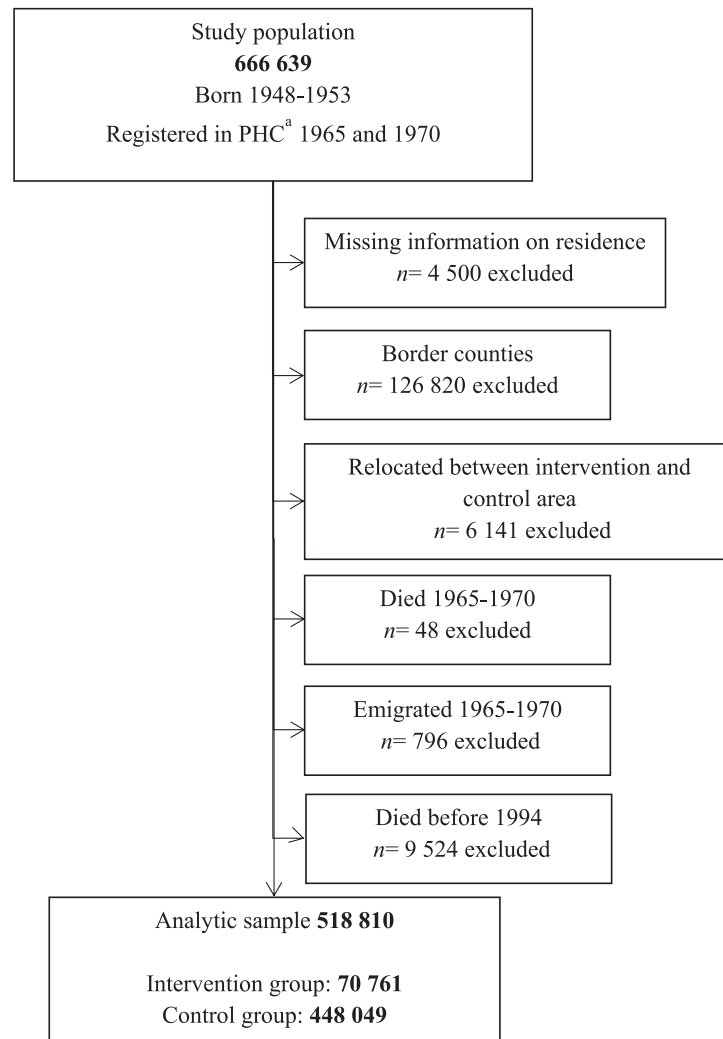 Study population
666 639
Born 1948-1953
Registered in PHCa 1965 and 1970
Missing information on residence
n= 4 500 excluded
Border counties
n= 126 820 excluded
Relocated between intervention and
control area
n= 6 141 excluded
Died 1965-1970
n= 48 excluded
Emigrated 1965-1970
n= 796 excluded
Died before 1994
n= 9 524 excluded
Analytic sample 518 810
Intervention group: 70 761
Control group: 448 049